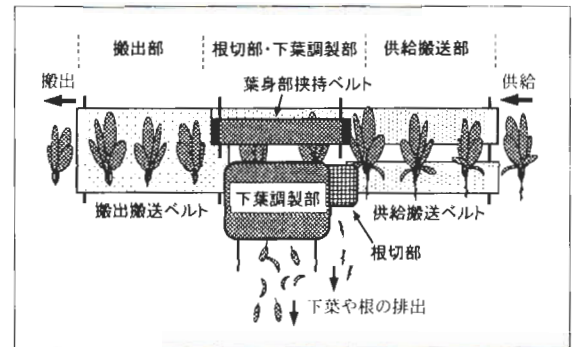 搬出部
根切部・下葉調製部
供給搬送部
搬出
葉身部挟持ベルト
供給
下葉調製部
搬出搬送ベルト
供給搬送ベルト
根切部
下葉や根の排出